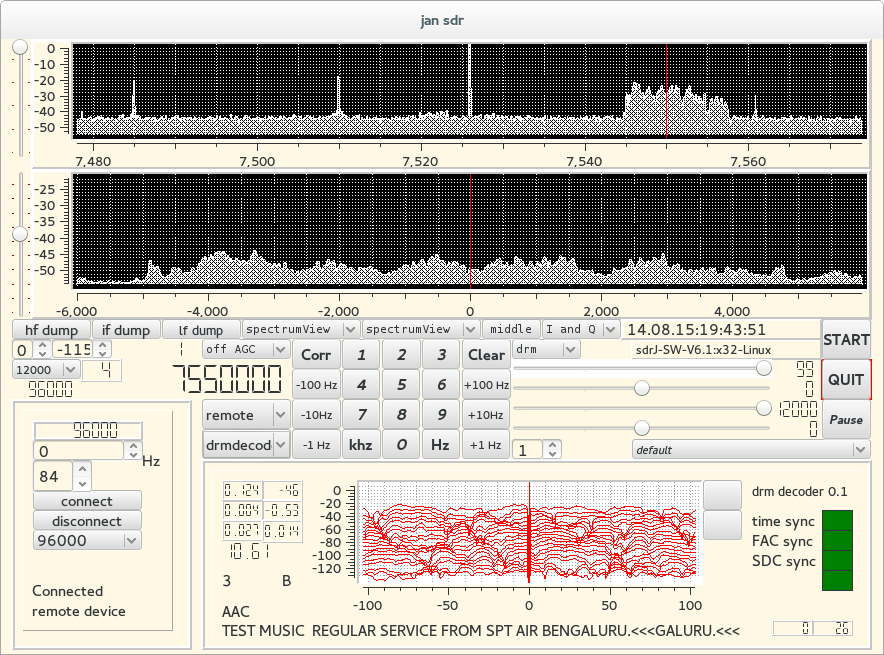 jan sdr
0
-10
-20
-30
-40
-50
7,480 7,500 7,520 7,540 7,560
-25
-30
-35
-40
-45
-50
-6,000 -4,000 -2,000 0 2,000 4,000
hf dump if dump lf dump spectrumView spectrumView middle I and Q 14.08.15:19:43:51
0 -115 1 off AGC Corr 1 2 3 Clear drm sdrJ-SW-V6.1:x32-Linux START
12000 4 99
96000 7550000 -100 Hz 4 5 6 +100 Hz 0 QUIT
remote -10Hz 7 8 9 +10Hz 12000 Pause
96000 0
drmdecod -1 Hz khz 0 Hz +1 Hz 1 default
0 Hz
84
connect
disconnect
96000
Connected
remote device
0.124 -46
0.004 -0.53
0.027 0.014
10.61
3 B
AAC
0
-20
-40
-60
-80
-100
-120
-100 -50 0 50 100
drm decoder 0.1
time sync
FAC sync
SDC sync
TEST MUSIC REGULAR SERVICE FROM SPT AIR BENGALURU.<<<GALURU.<<<
0 26